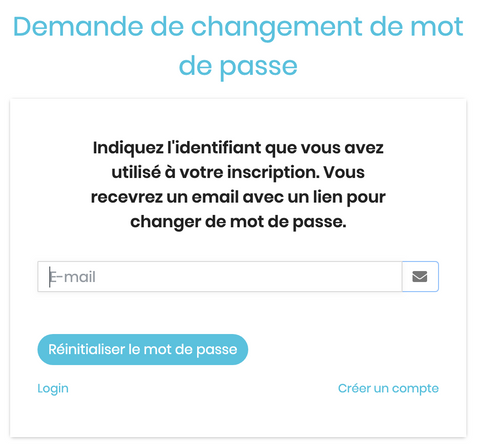 Demande de changement de mot
de passe
Indiquez l'identifiant que vous avez
utilisé à votre inscription. Vous
recevrez un email avec un lien pour
changer de mot de passe.
E-mail
Réinitialiser le mot de passe
Login
Créer un compte